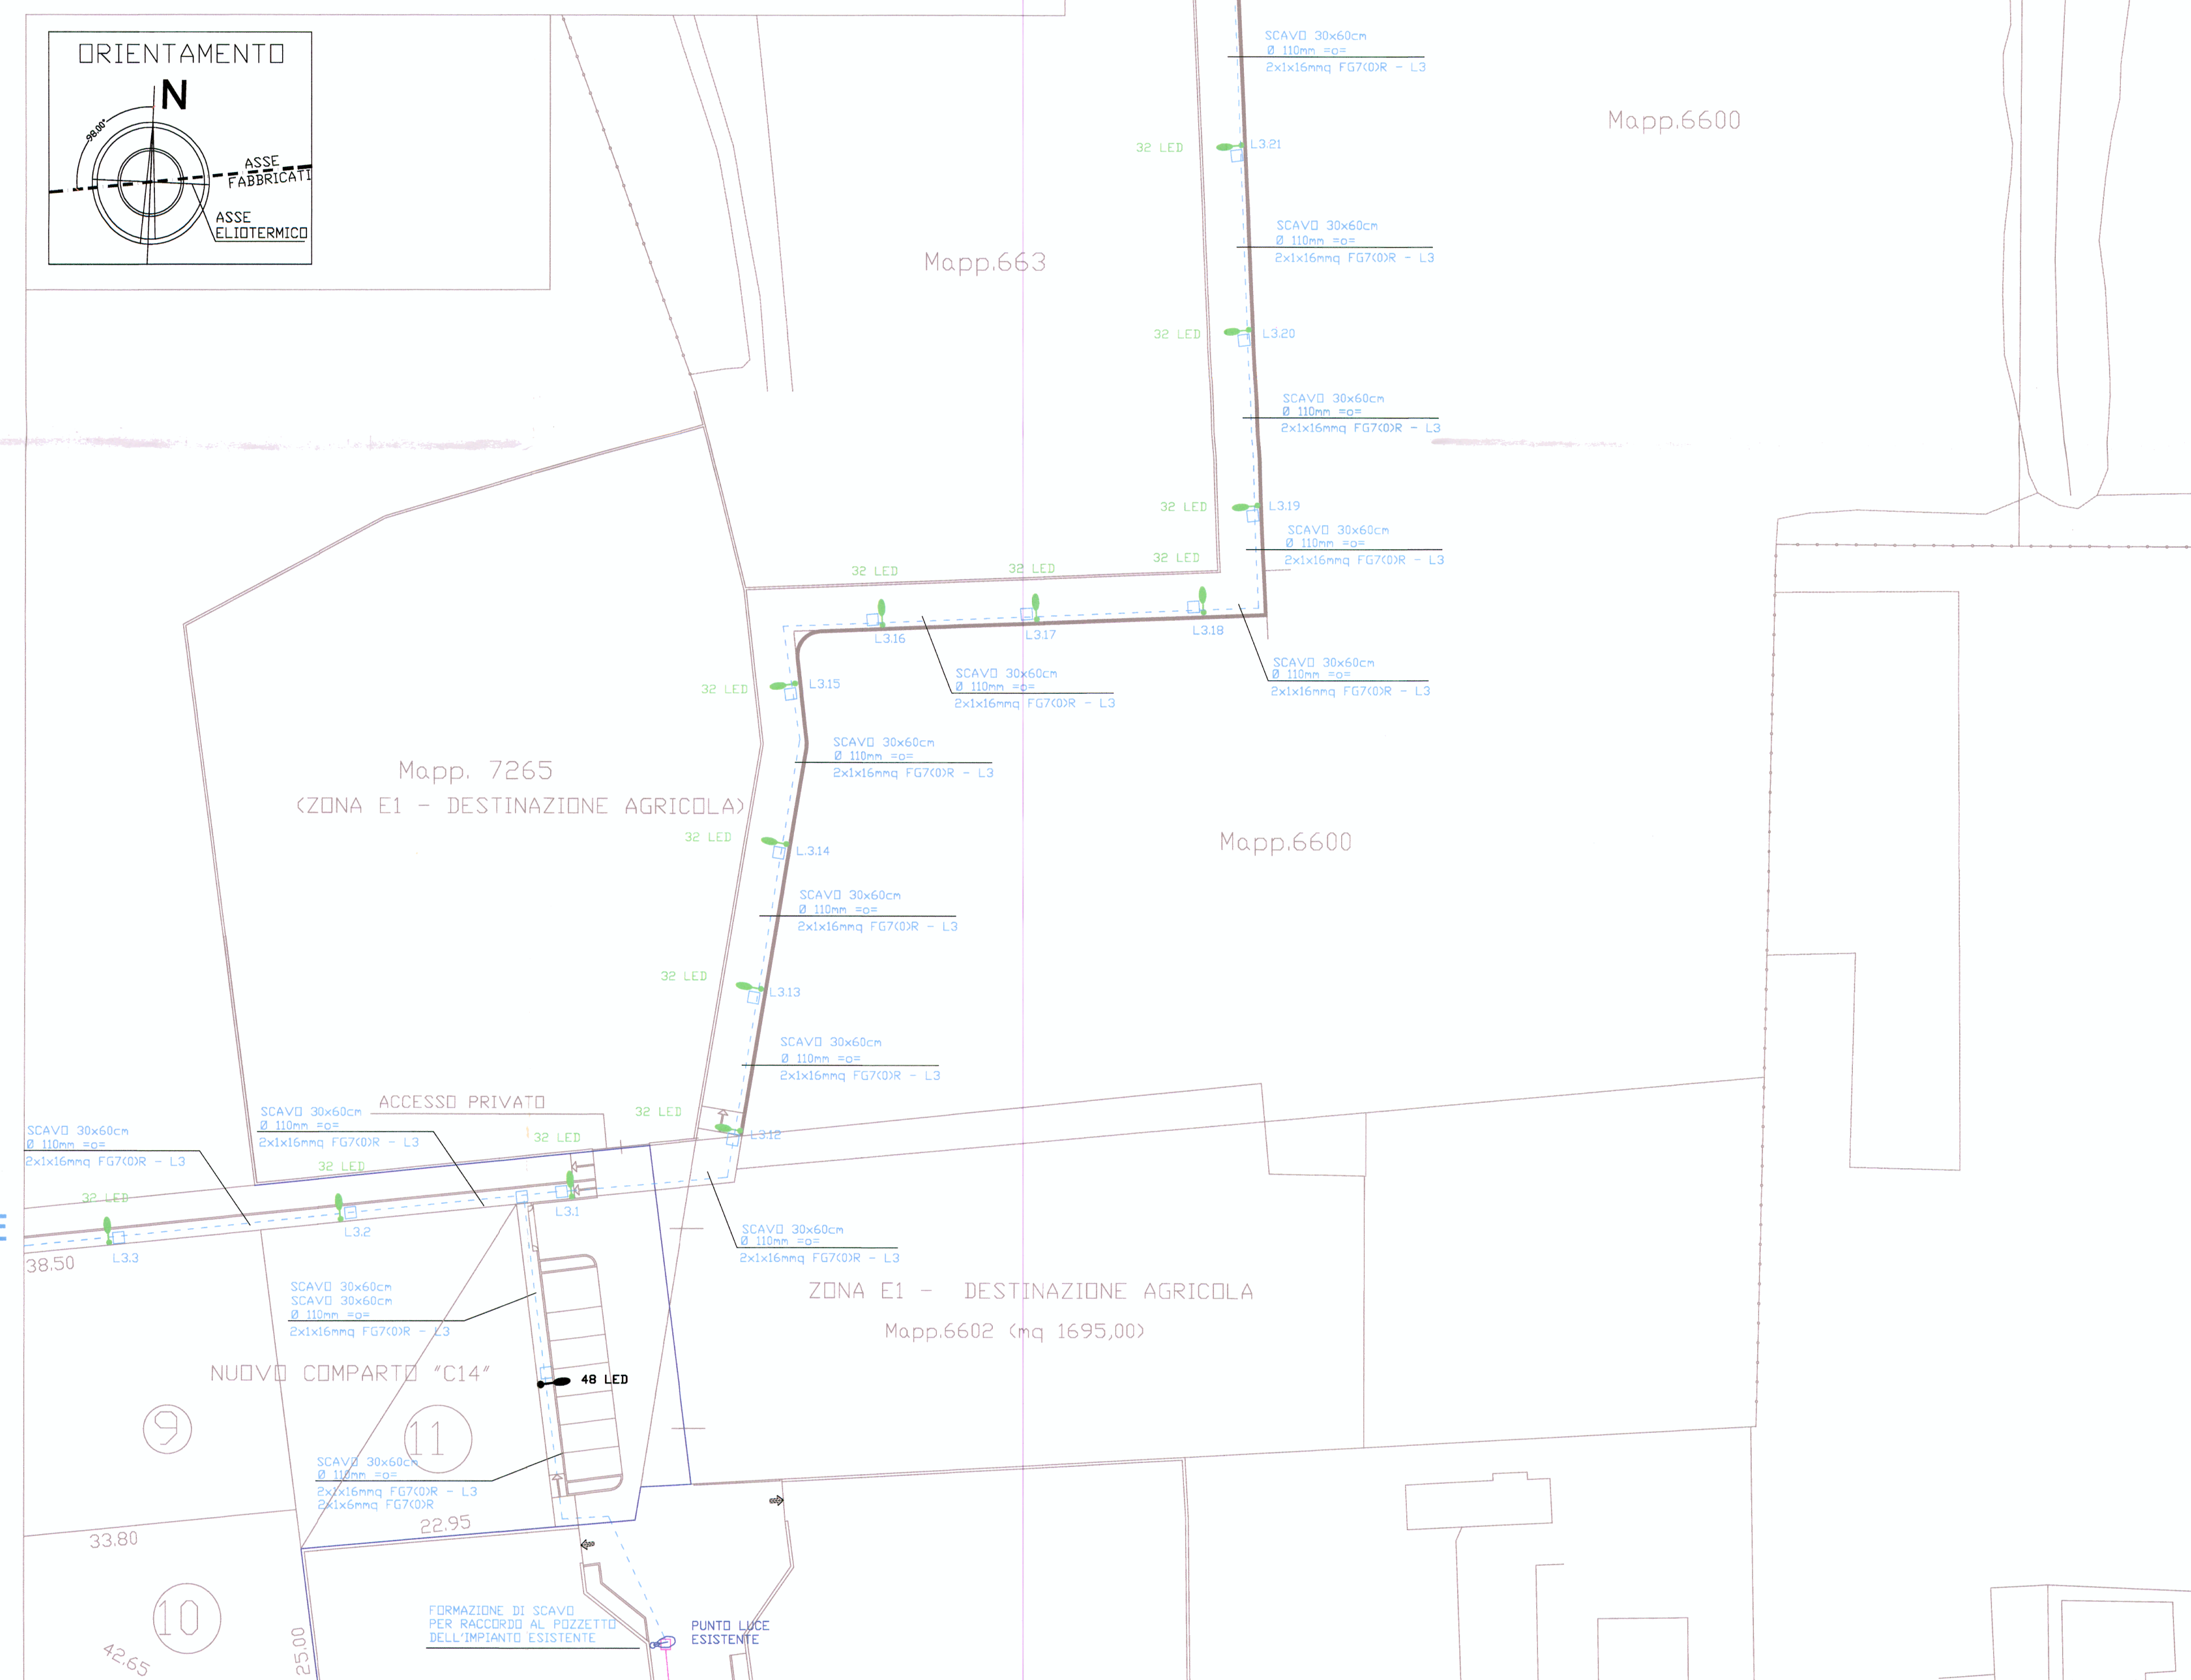 ORIENTAMENTO
N
98.00°
ASSE
FABBRICATI
ASSE
ELIOTERMICO
SCAVO 30x60cm
Ø 110mm =o=
2x1x16mmq FG7(O)R - L3
Mapp.6600
32 LED
L3.21
SCAVO 30x60cm
Ø 110mm =o=
2x1x16mmq FG7(O)R - L3
Mapp.663
32 LED
L3.20
SCAVO 30x60cm
Ø 110mm =o=
2x1x16mmq FG7(O)R - L3
32 LED
L3.19
SCAVO 30x60cm
Ø 110mm =o=
2x1x16mmq FG7(O)R - L3
32 LED
32 LED
32 LED
L3.16
L3.17
L3.18
SCAVO 30x60cm
Ø 110mm =o=
2x1x16mmq FG7(O)R - L3
SCAVO 30x60cm
Ø 110mm =o=
2x1x16mmq FG7(O)R - L3
32 LED
L3.15
SCAVO 30x60cm
Ø 110mm =o=
2x1x16mmq FG7(O)R - L3
Mapp. 7265
(ZONA E1 - DESTINAZIONE AGRICOLA)
32 LED
L.3.14
Mapp.6600
SCAVO 30x60cm
Ø 110mm =o=
2x1x16mmq FG7(O)R - L3
32 LED
L3.13
SCAVO 30x60cm
Ø 110mm =o=
2x1x16mmq FG7(O)R - L3
ACCESSO PRIVATO
32 LED
L3.12
SCAVO 30x60cm
Ø 110mm =o=
2x1x16mmq FG7(O)R - L3
SCAVO 30x60cm
Ø 110mm =o=
2x1x16mmq FG7(O)R - L3
32 LED
32 LED
32 LED
L3.1
L3.2
L3.3
E
38.50
SCAVO 30x60cm
Ø 110mm =o=
2x1x16mmq FG7(O)R - L3
SCAVO 30x60cm
SCAVO 30x60cm
Ø 110mm =o=
2x1x16mmq FG7(O)R - L3
ZONA E1 - DESTINAZIONE AGRICOLA
Mapp.6602 (mq 1695,00)
NUOVO COMPARTO "C14"
48 LED
9
11
SCAVO 30x60cm
Ø 110mm =o=
2x1x16mmq FG7(O)R - L3
2x1x6mmq FG7(O)R
22.95
33.80
10
42.65
25.00
FORMAZIONE DI SCAVO
PER RACCORDO AL POZZETTO
DELL'IMPIANTO ESISTENTE
PUNTO LUCE
ESISTENTE